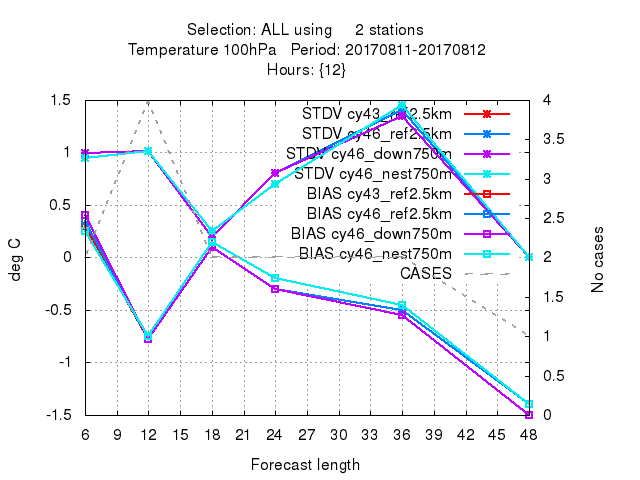 Selection: ALL using     2 stations
Temperature 100hPa   Period: 20170811-20170812
Hours: {12}
1.5
1
0.5
0
-0.5
-1
-1.5
deg C
STDV cy43_ref2.5km
STDV cy46_ref2.5km
STDV cy46_down750m
STDV cy46_nest750m
BIAS cy43_ref2.5km
BIAS cy46_ref2.5km
BIAS cy46_down750m
BIAS cy46_nest750m
CASES
4
3.5
3
2.5
2
1.5
1
0.5
0
No cases
6 9 12 15 18 21 24 27 30 33 36 39 42 45 48
Forecast length